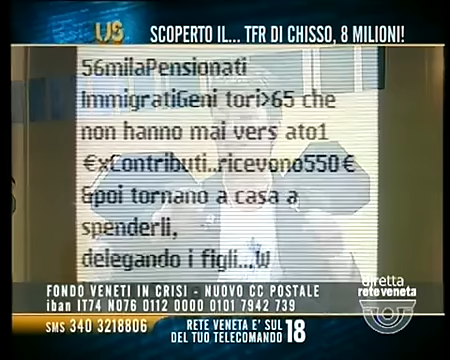 US SCOPERTO IL... TFR DI CHISSO, 8 MILIONI!
56milaPensionati
ImmigratiGeni tori>65 che
non hanno mai vers ato1
€xContributi..ricevono550€
&poi tornano a casa a
spenderli,
delegando i figli...W
FONDO VENETI IN CRISI - NUOVO CC POSTALE
iban IT74 N076 0112 0000 0101 7942 739
diretta
reteveneta
SMS 340 3218806
RETE VENETA E' SUL
DEL TUO TELECOMANDO 18